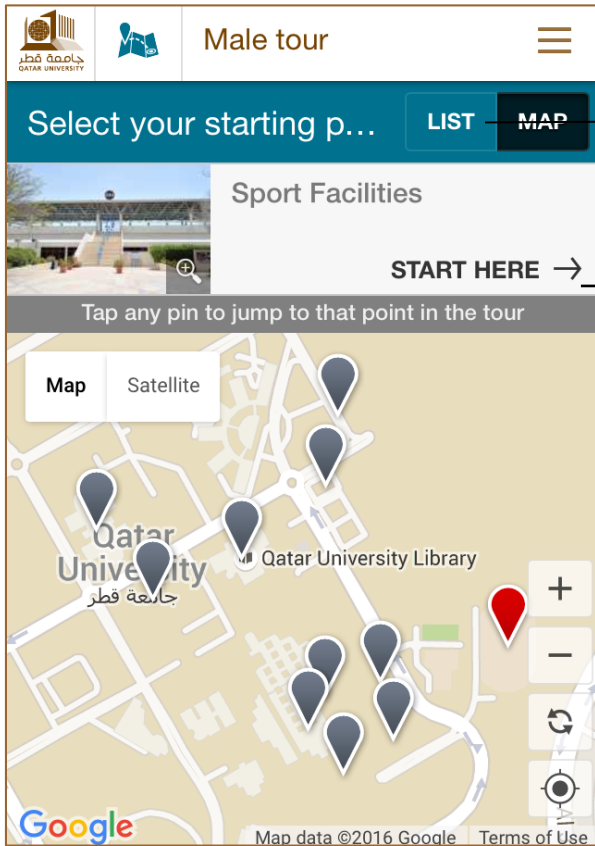 جامعة قطر
QATAR UNIVERSITY
Male tour
Select your starting p...
LIST
MAP
Sport Facilities
START HERE →
Tap any pin to jump to that point in the tour
Map
Satellite
Qatar
University
جامعة قطر
Qatar University Library
Google
Map data ©2016 Google
Terms of Use